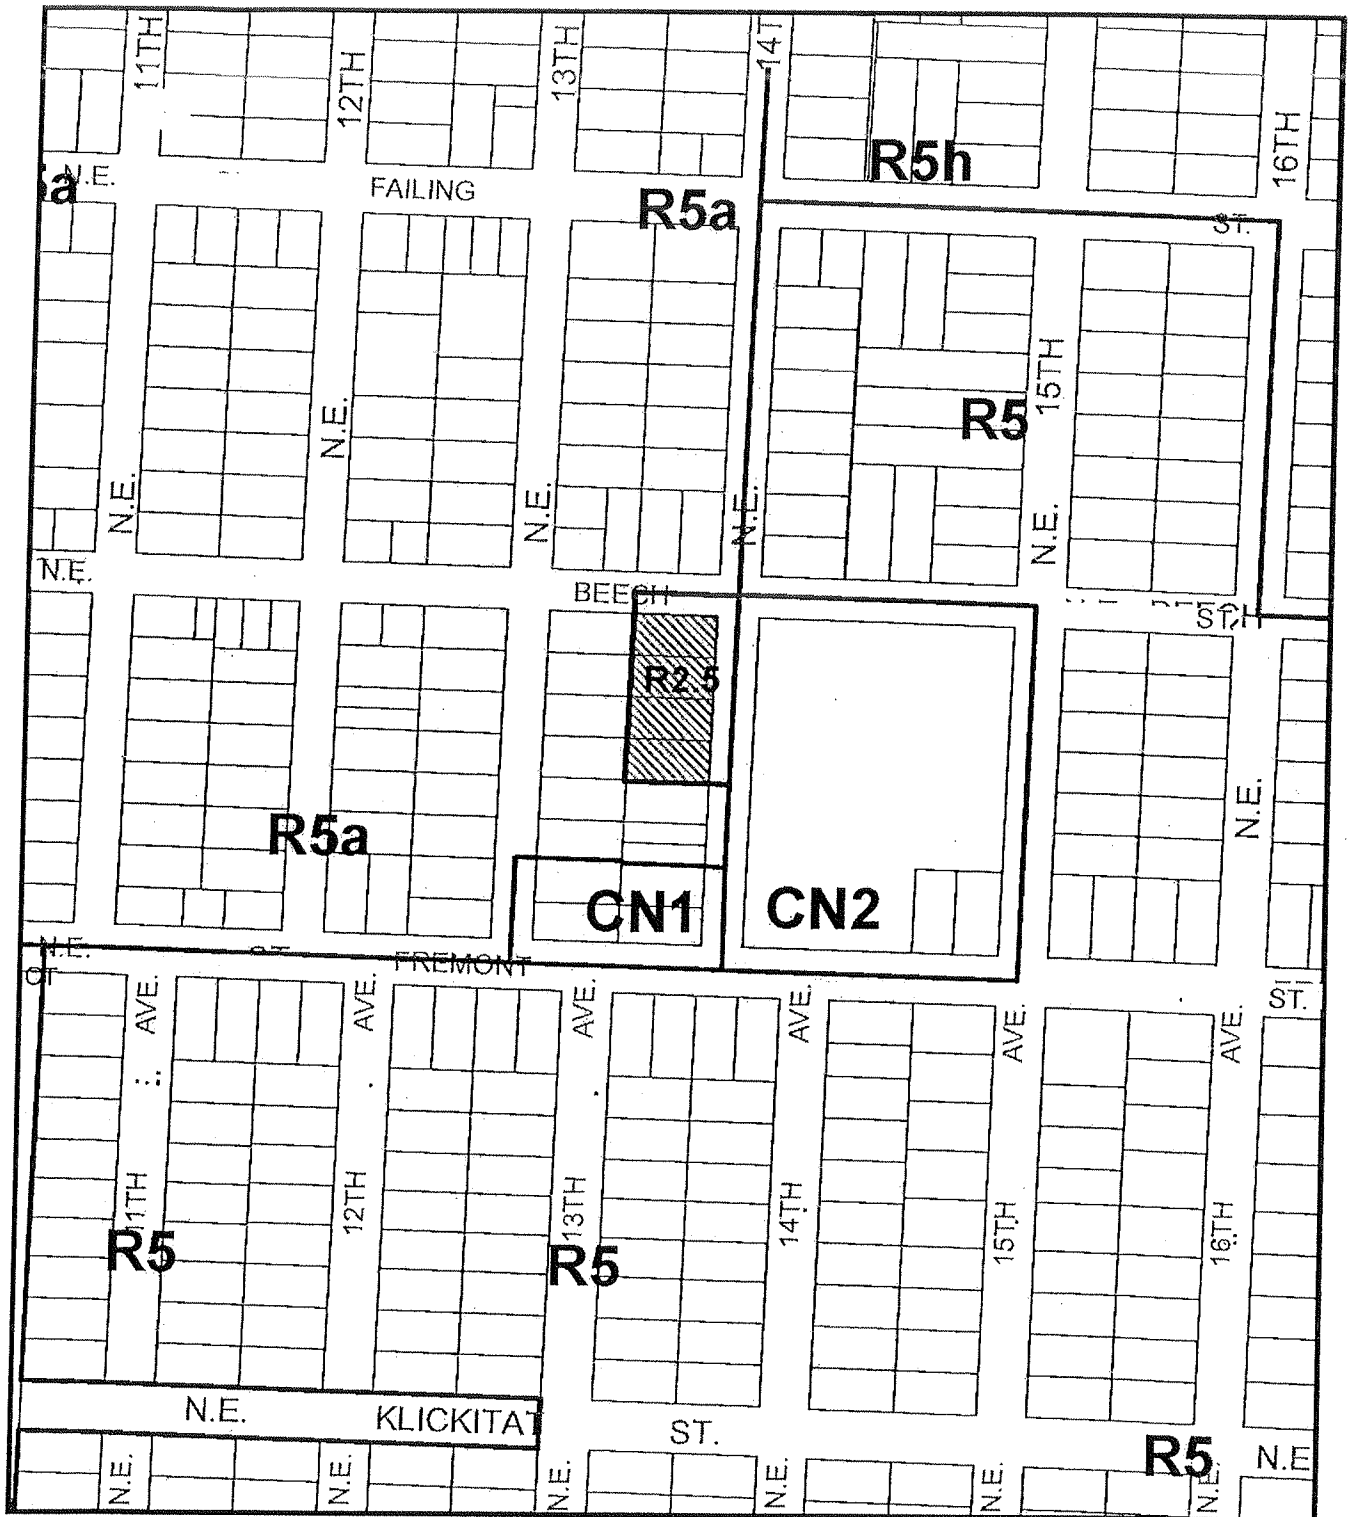 11TH
12TH
13TH
14T
16TH
R5h
N.E.
FAILING
R5a
ST.
15TH
R5
N.E.
N.E.
N.E.
N.E.
N.E.
N.E.
BEECH
ST.
R2.5
N.E.
R5a
CN1
CN2
N.E.
FREMONT
ST.
AVE.
AVE.
AVE.
AVE.
AVE.
AVE.
11TH
12TH
13TH
14TH
15TH
16TH
R5
R5
N.E.
KLICKITAT
ST.
R5
N.E
N.E.
N.E.
N.E.
N.E.
N.E.
N.E.